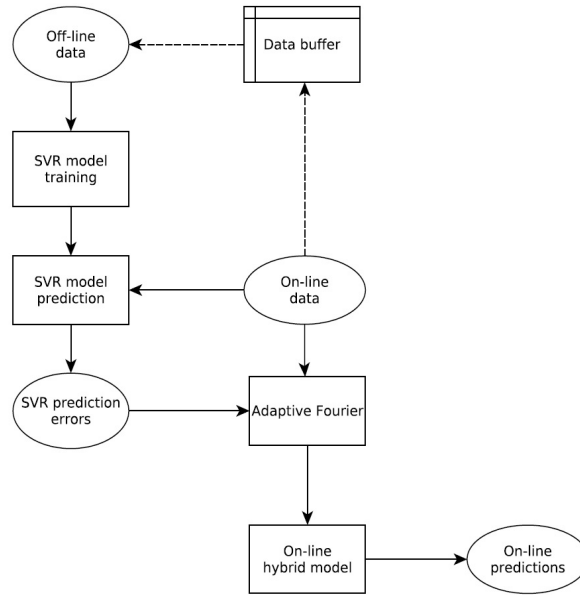 Off-line
data
Data buffer
SVR model
training
SVR model
prediction
On-line
data
SVR prediction
errors
Adaptive Fourier
On-line
hybrid model
On-line
predictions